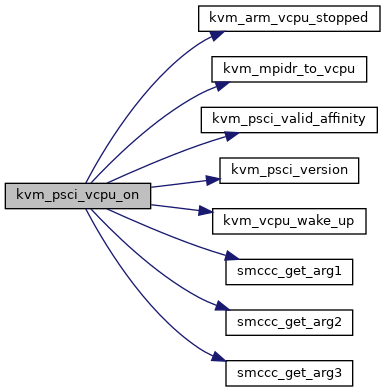 kvm_arm_vcpu_stopped
kvm_mpidr_to_vcpu
kvm_psci_valid_affinity
kvm_psci_version
kvm_psci_vcpu_on
kvm_vcpu_wake_up
smccc_get_arg1
smccc_get_arg2
smccc_get_arg3